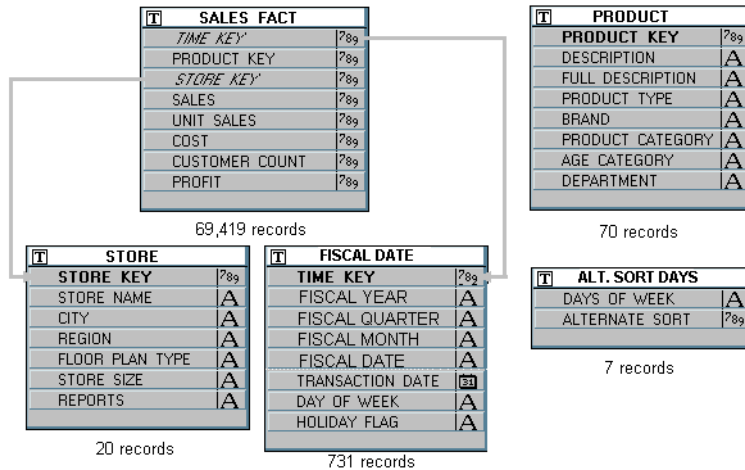 T SALES FACT
TIME KEY 789
PRODUCT KEY 789
STORE KEY 789
SALES 789
UNIT SALES 789
COST 789
CUSTOMER COUNT 789
PROFIT 789
69,419 records
T PRODUCT
PRODUCT KEY 789
DESCRIPTION A
FULL DESCRIPTION A
PRODUCT TYPE A
BRAND A
PRODUCT CATEGORY A
AGE CATEGORY A
DEPARTMENT A
70 records
T STORE
STORE KEY 789
STORE NAME A
CITY A
REGION A
FLOOR PLAN TYPE A
STORE SIZE A
REPORTS A
20 records
T FISCAL DATE
TIME KEY 789
FISCAL YEAR A
FISCAL QUARTER A
FISCAL MONTH A
FISCAL DATE A
TRANSACTION DATE 31
DAY OF WEEK A
HOLIDAY FLAG A
731 records
T ALT. SORT DAYS
DAYS OF WEEK A
ALTERNATE SORT 789
7 records